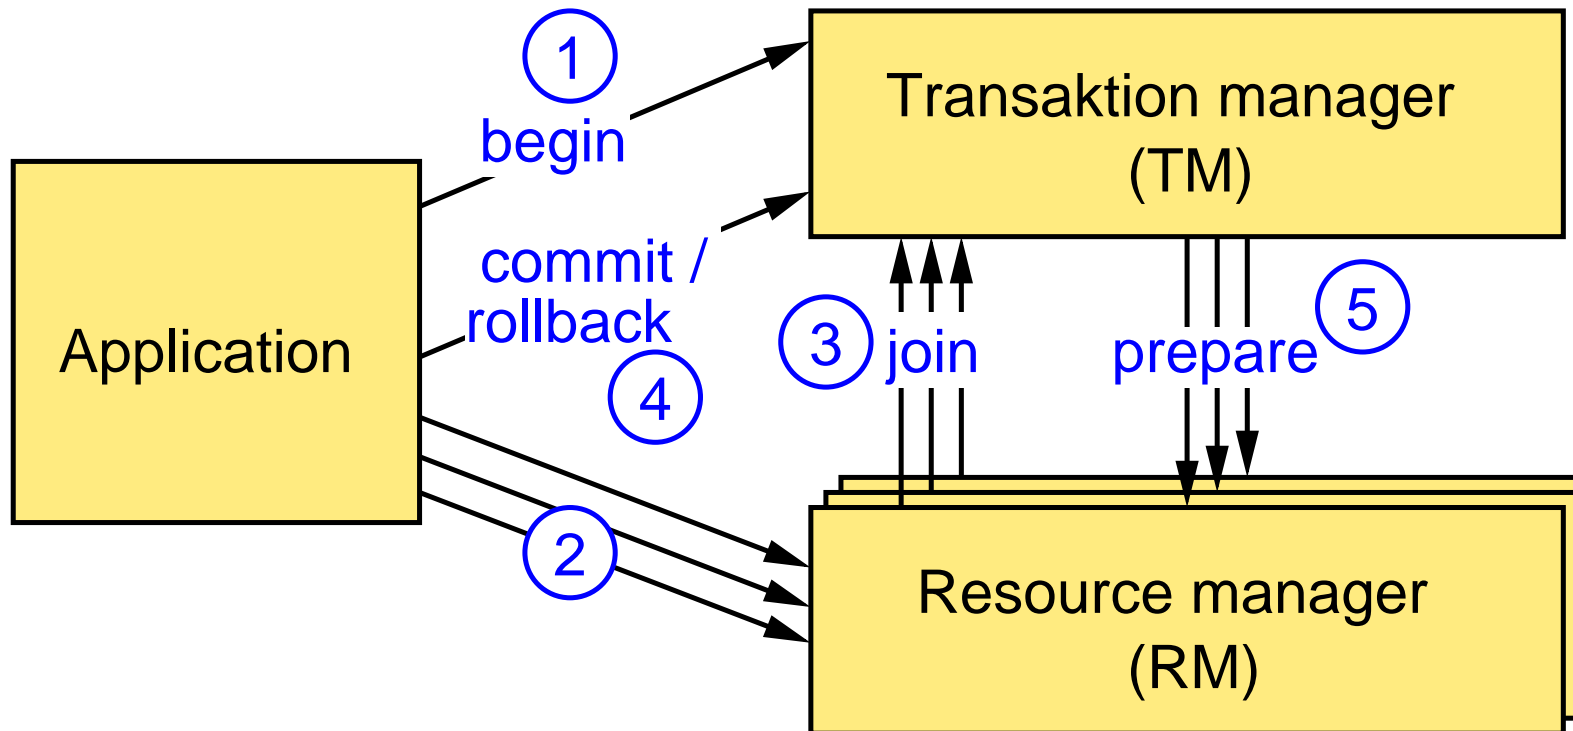 1
begin
Transaktion manager
(TM)
Application
commit /
rollback
4
3
join
prepare
5
2
Resource manager
(RM)